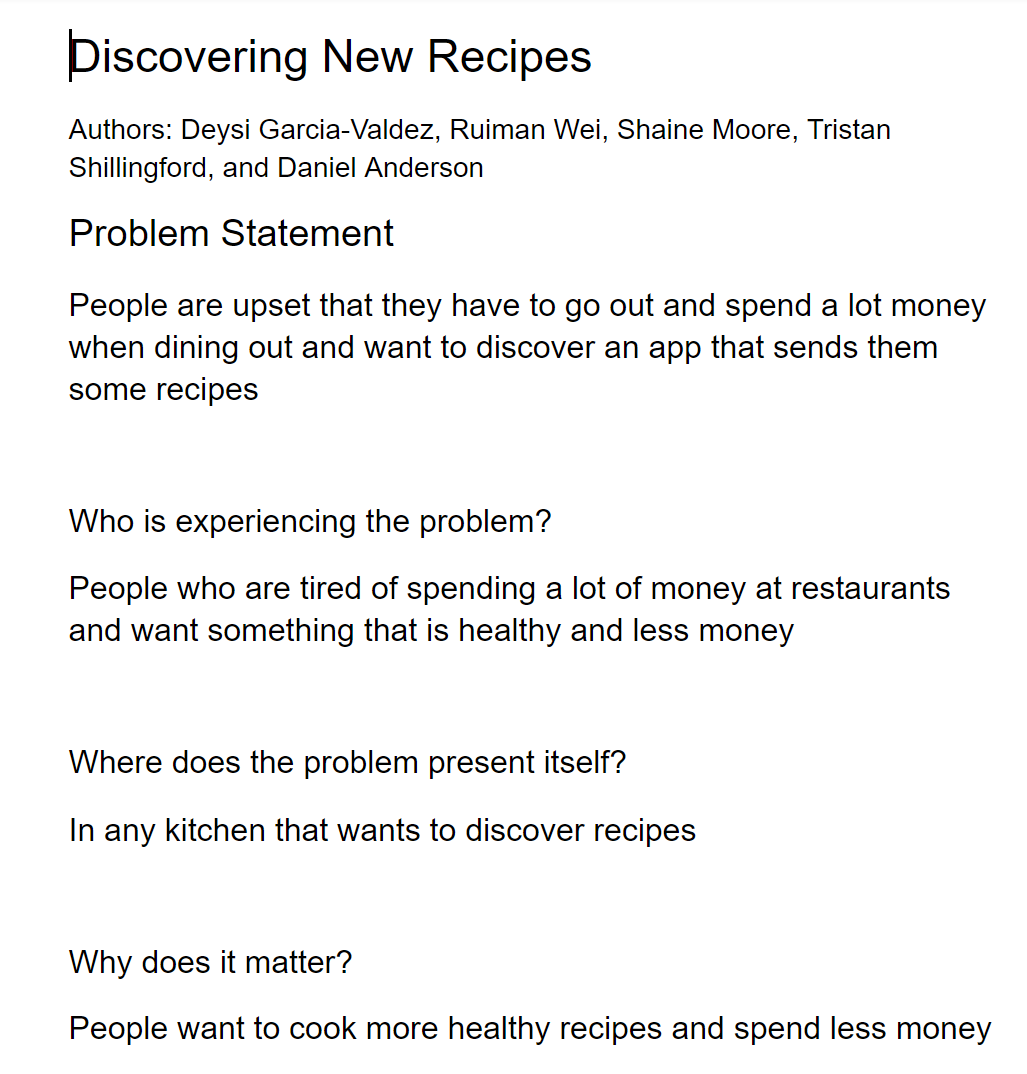 Discovering New Recipes
Authors: Deysi Garcia-Valdez, Ruiman Wei, Shaine Moore, Tristan
Shillingford, and Daniel Anderson
Problem Statement
People are upset that they have to go out and spend a lot money
when dining out and want to discover an app that sends them
some recipes
Who is experiencing the problem?
People who are tired of spending a lot of money at restaurants
and want something that is healthy and less money
Where does the problem present itself?
In any kitchen that wants to discover recipes
Why does it matter?
People want to cook more healthy recipes and spend less money